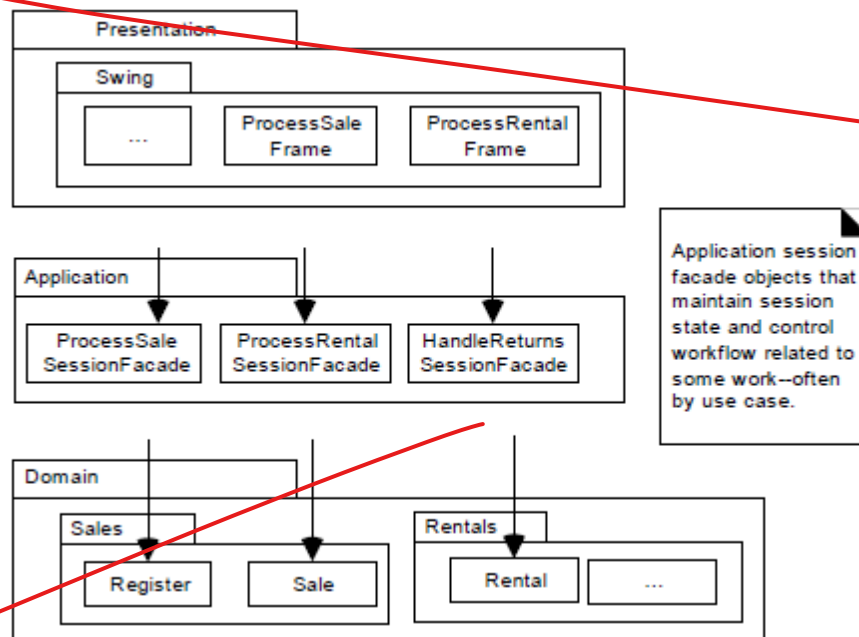 Presentation
Swing
...
ProcessSale
Frame
ProcessRental
Frame
Application
ProcessSale
SessionFacade
ProcessRental
SessionFacade
HandleReturns
SessionFacade
Application session
facade objects that
maintain session
state and control
workflow related to
some work--often
by use case.
Domain
Sales
Register
Sale
Rentals
Rental
...